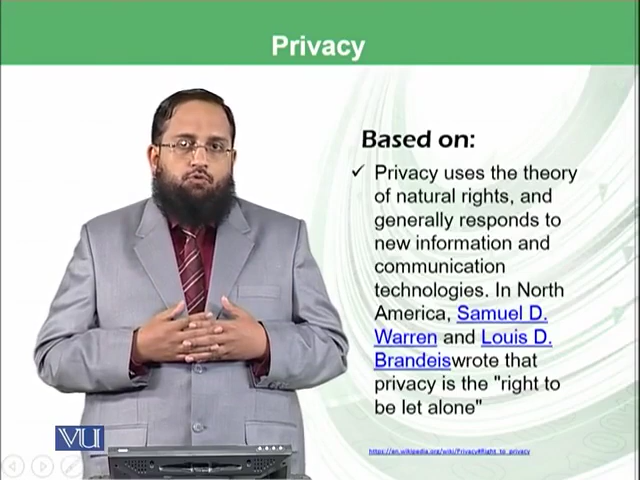 Privacy
Based on:
✓ Privacy uses the theory
of natural rights, and
generally responds to
new information and
communication
technologies. In North
America, Samuel D.
Warren and Louis D.
Brandeiswrote that
privacy is the "right to
be let alone"
https://en.wikipedia.org/wiki/Privacy#Right_to_privacy
VU